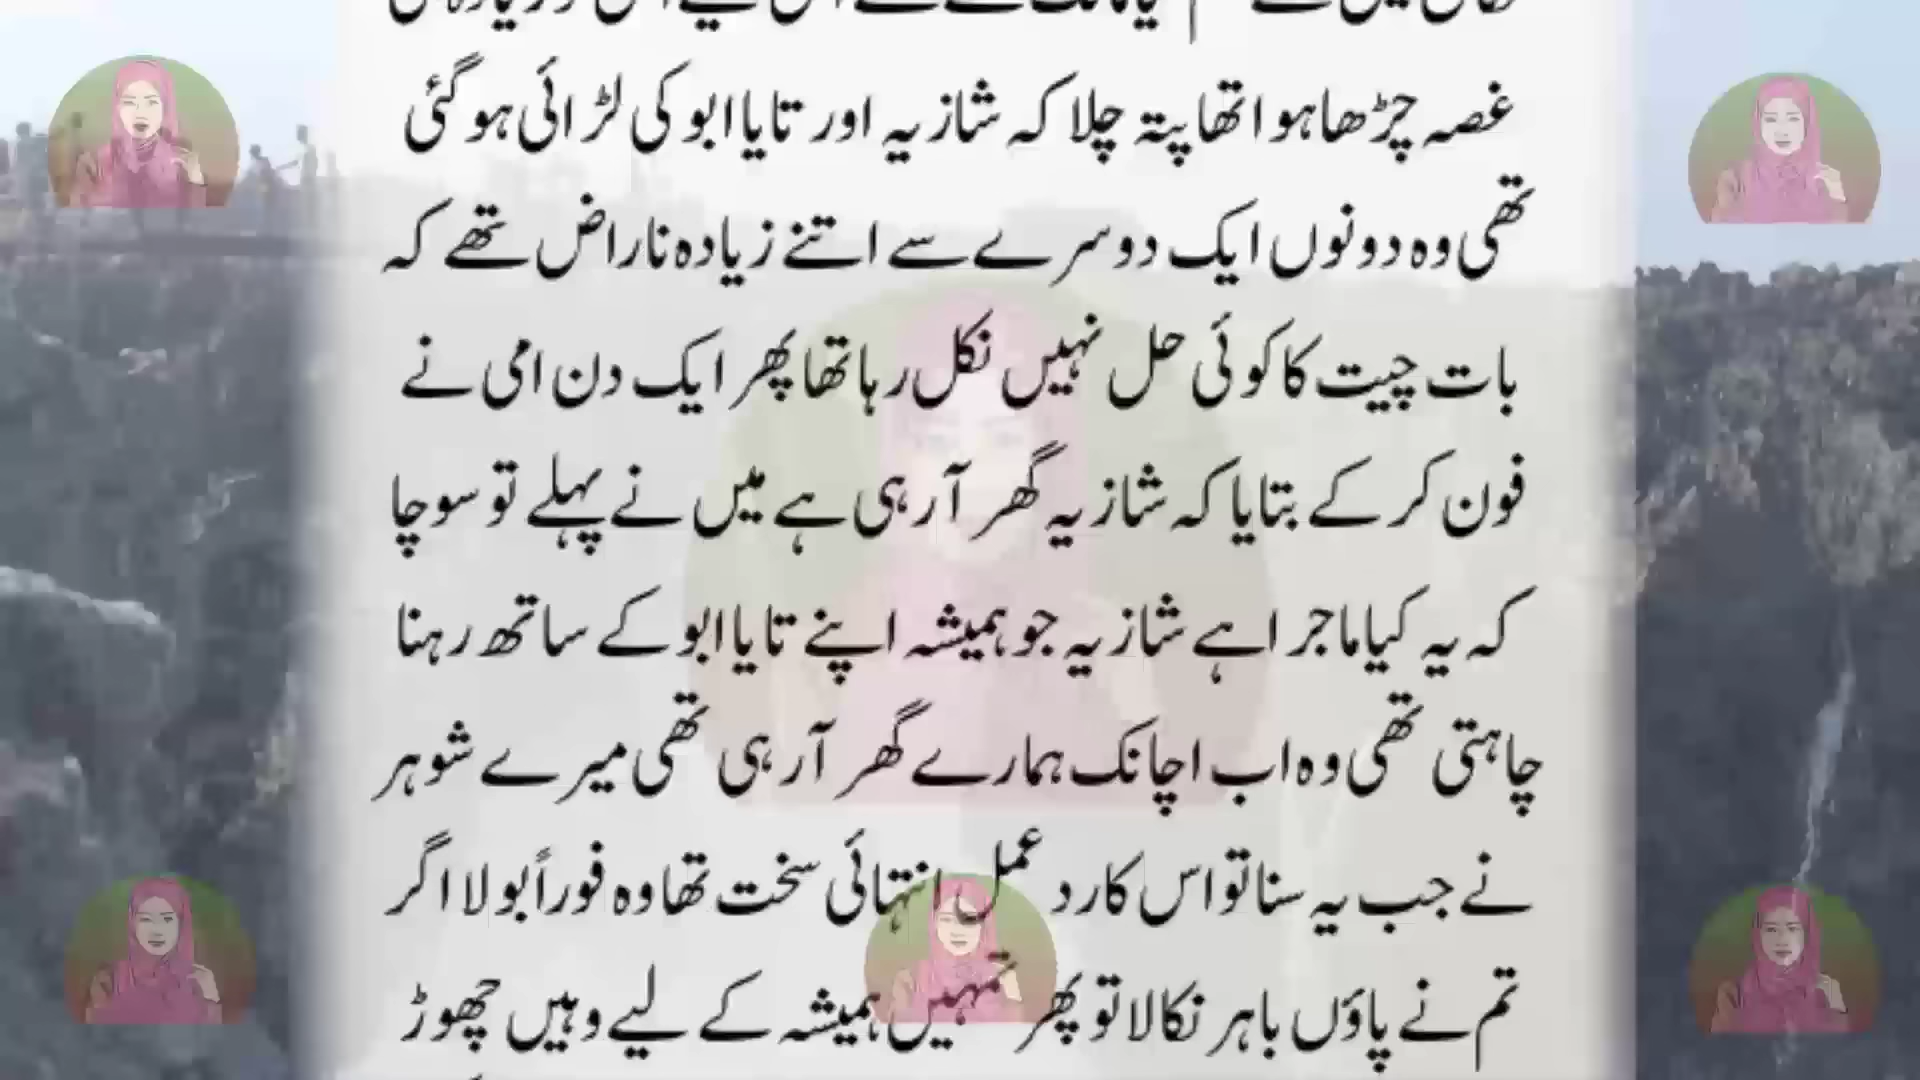 غصہ چڑھا ہوا تھا پتہ چلا کہ شازیہ اور تایا ابو کی لڑائی ہو گئی
تھی وہ دونوں ایک دوسرے سے اتنے زیادہ ناراض تھے کہ
بات چیت کا کوئی حل نہیں نکل رہا تھا پھر ایک دن امی نے
فون کر کے بتایا کہ شازیہ گھر آ رہی ہے میں نے پہلے تو سوچا
کہ یہ کیا ماجرا ہے شازیہ جو ہمیشہ اپنے تایا ابو کے ساتھ رہنا
چاہتی تھی وہ اب اچانک ہمارے گھر آ رہی تھی میرے شوہر
نے جب یہ سنا تو اس کا رد عمل انتہائی سخت تھا وہ فوراً بولا اگر
تم نے پاؤں باہر نکالا تو پھر تمہیں ہمیشہ کے لیے وہیں چھوڑ